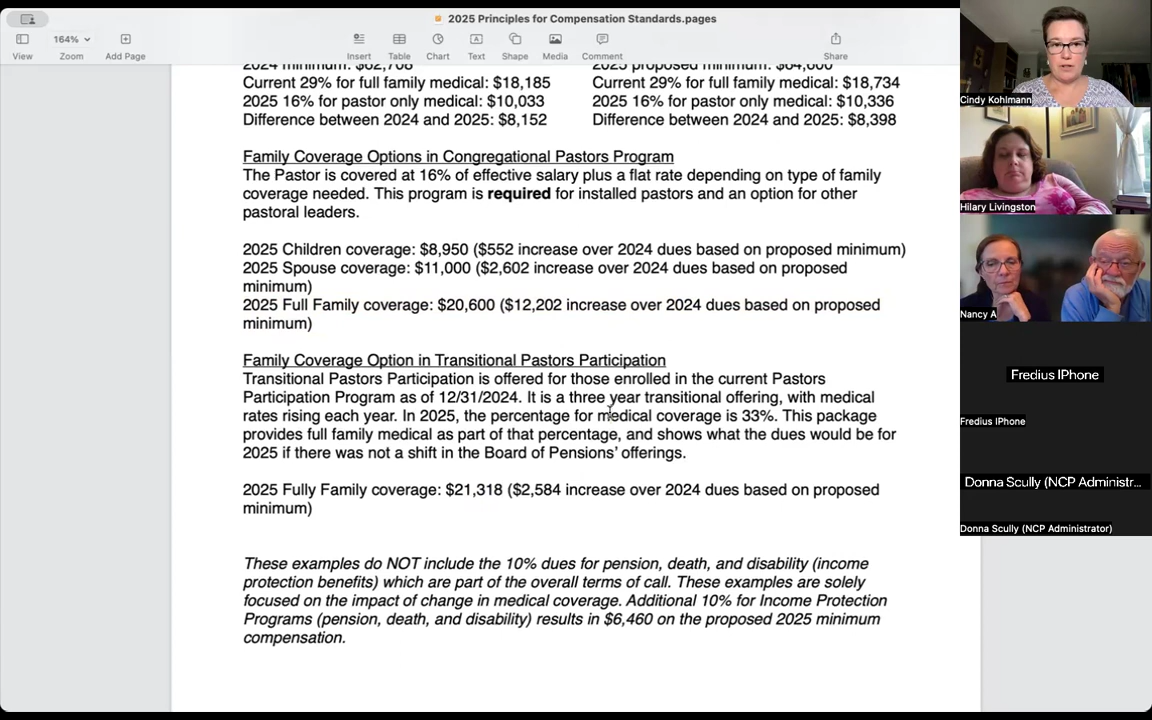 2025 Principles for Compensation Standards.pages
164%
View
Zoom
Add Page
Insert
Table
Chart
Text
Shape
Media
Comment
Share
2024 minimum: $62,708
2025 proposed minimum: $64,600
Current 29% for full family medical: $18,185
Current 29% for full family medical: $18,734
2025 16% for pastor only medical: $10,033
2025 16% for pastor only medical: $10,336
Difference between 2024 and 2025: $8,152
Difference between 2024 and 2025: $8,398
Family Coverage Options in Congregational Pastors Program
The Pastor is covered at 16% of effective salary plus a flat rate depending on type of family
coverage needed. This program is required for installed pastors and an option for other
pastoral leaders.
2025 Children coverage: $8,950 ($552 increase over 2024 dues based on proposed minimum)
2025 Spouse coverage: $11,000 ($2,602 increase over 2024 dues based on proposed
minimum)
2025 Full Family coverage: $20,600 ($12,202 increase over 2024 dues based on proposed
minimum)
Family Coverage Option in Transitional Pastors Participation
Transitional Pastors Participation is offered for those enrolled in the current Pastors
Participation Program as of 12/31/2024. It is a three year transitional offering, with medical
rates rising each year. In 2025, the percentage for medical coverage is 33%. This package
provides full family medical as part of that percentage, and shows what the dues would be for
2025 if there was not a shift in the Board of Pensions' offerings.
2025 Fully Family coverage: $21,318 ($2,584 increase over 2024 dues based on proposed
minimum)
These examples do NOT include the 10% dues for pension, death, and disability (income
protection benefits) which are part of the overall terms of call. These examples are solely
focused on the impact of change in medical coverage. Additional 10% for Income Protection
Programs (pension, death, and disability) results in $6,460 on the proposed 2025 minimum
compensation.
Cindy Kohlmann
Hilary Livingston
Nancy A
Fredius IPhone
Fredius IPhone
Donna Scully (NCP Administr...
Donna Scully (NCP Administrator)